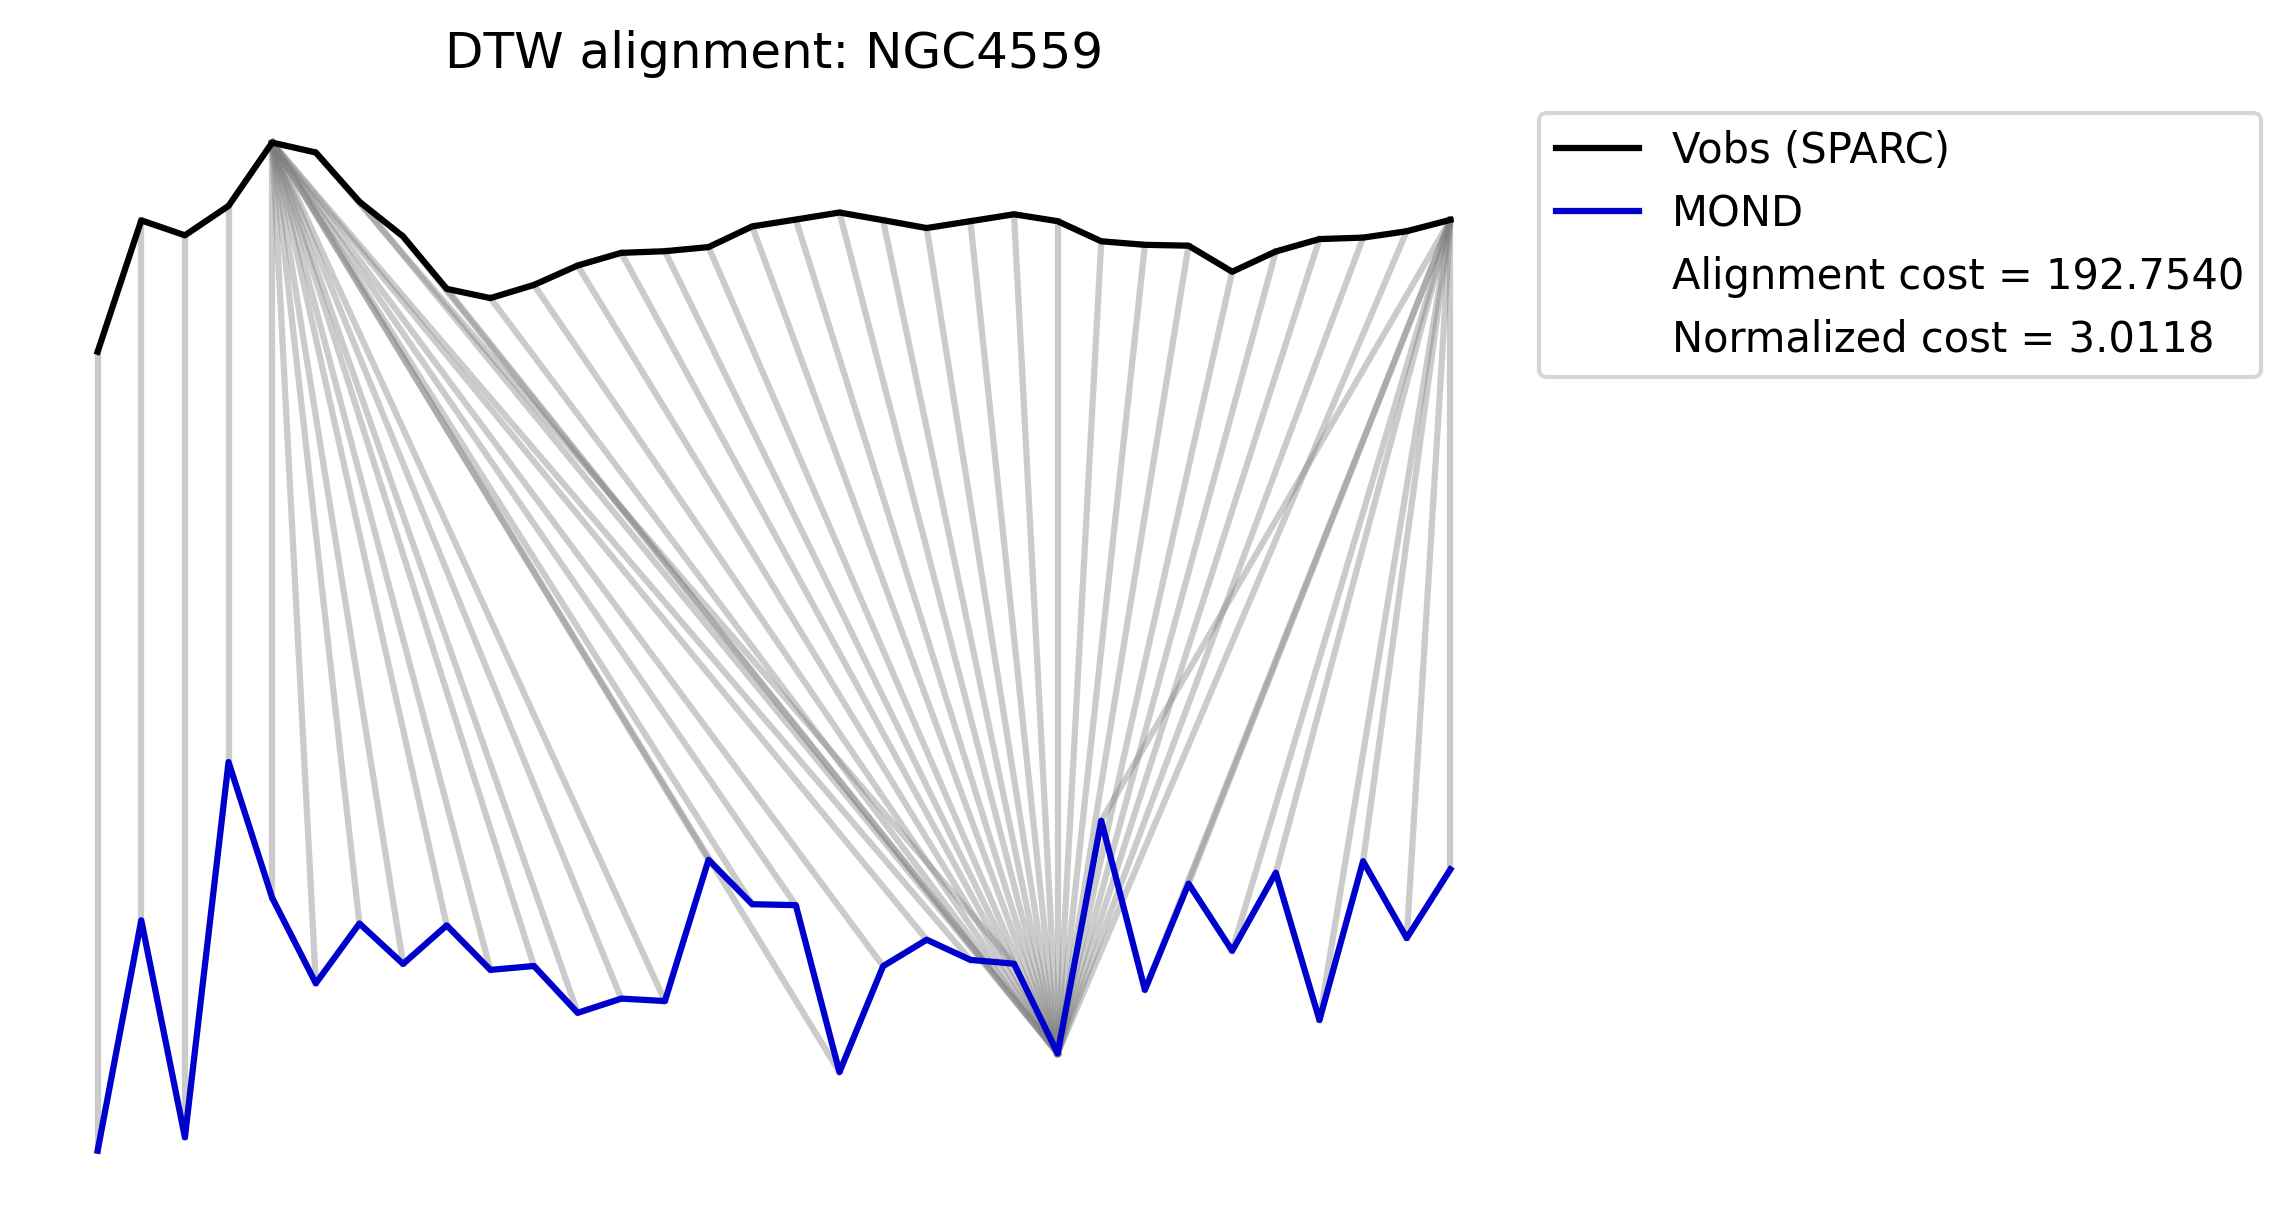 DTW alignment: NGC4559
Vobs (SPARC)
MOND
Alignment cost = 192.7540
Normalized cost = 3.0118